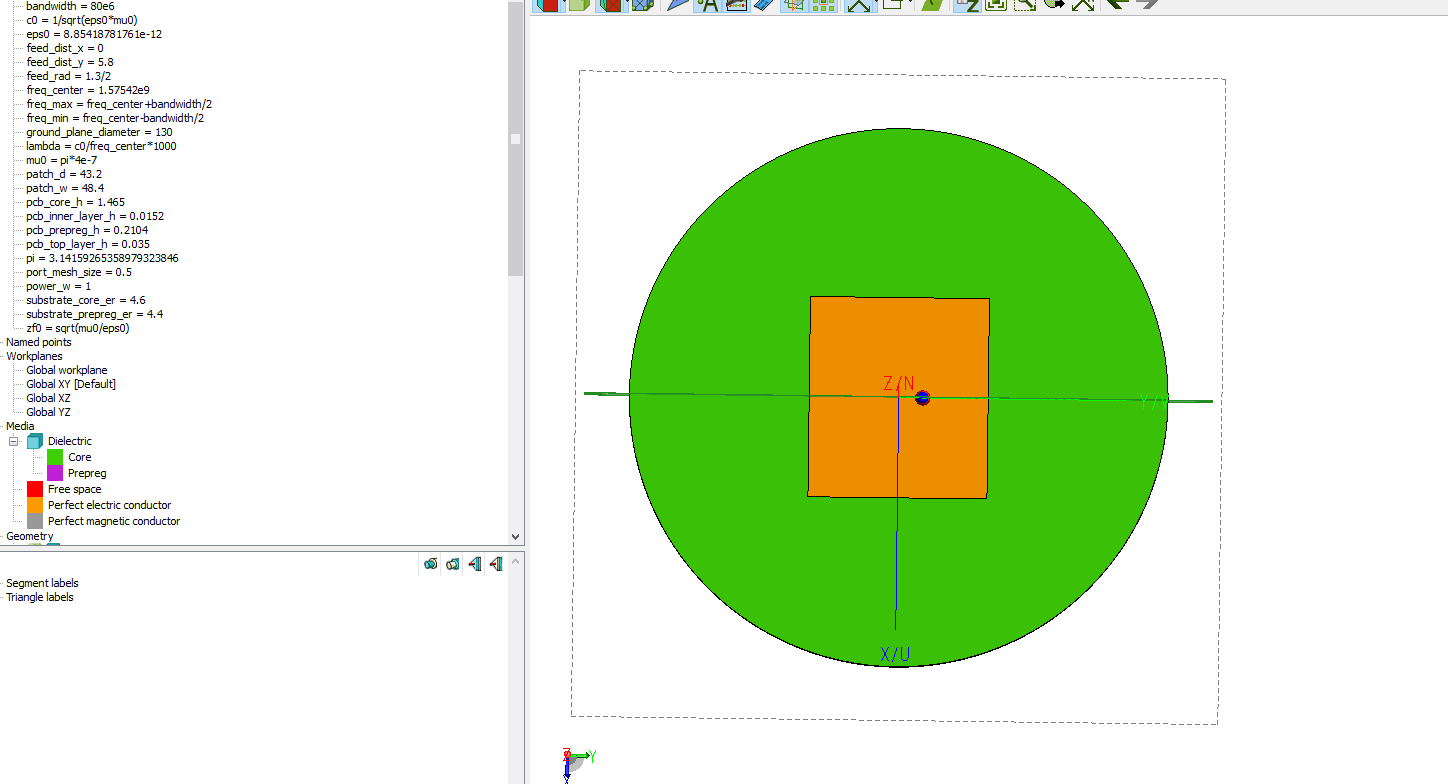 bandwidth = 80e6
c0 = 1/sqrt(eps0*mu0)
eps0 = 8.85418781761e-12
feed_dist_x = 0
feed_dist_y = 5.8
feed_rad = 1.3/2
freq_center = 1.57542e9
freq_max = freq_center+bandwidth/2
freq_min = freq_center-bandwidth/2
ground_plane_diameter = 130
lambda = c0/freq_center*1000
mu0 = pi*4e-7
patch_d = 43.2
patch_w = 48.4
pcb_core_h = 1.465
pcb_inner_layer_h = 0.0152
pcb_prepreg_h = 0.2104
pcb_top_layer_h = 0.035
pi = 3.14159265358979323846
port_mesh_size = 0.5
power_w = 1
substrate_core_er = 4.6
substrate_prepreg_er = 4.4
zf0 = sqrt(mu0/eps0)
Named points
Workplanes
Global workplane
Global XY [Default]
Global XZ
Global YZ
Media
Dielectric
Core
Prepreg
Free space
Perfect electric conductor
Perfect magnetic conductor
Geometry
Segment labels
Triangle labels
Z/N
X/U
Z
Y